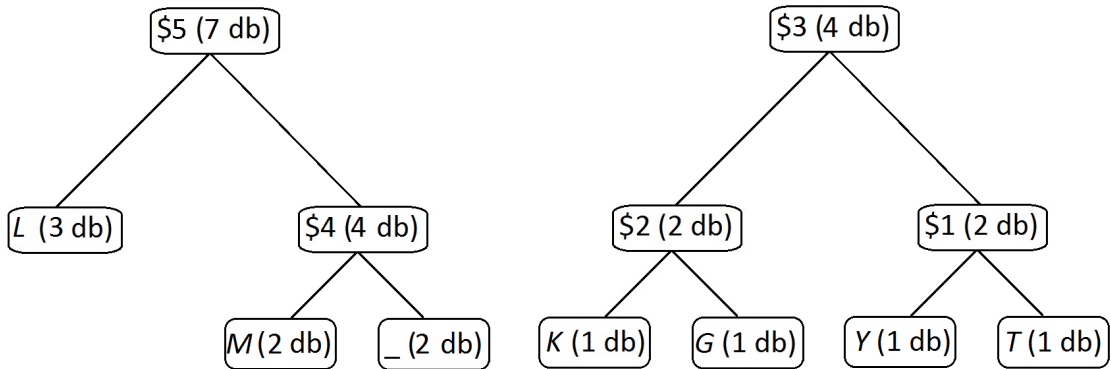 $5 (7 db)
$3 (4 db)
L (3 db)
$4 (4 db)
$2 (2 db)
$1 (2 db)
M (2 db)
_ (2 db)
K (1 db)
G (1 db)
Y (1 db)
T (1 db)